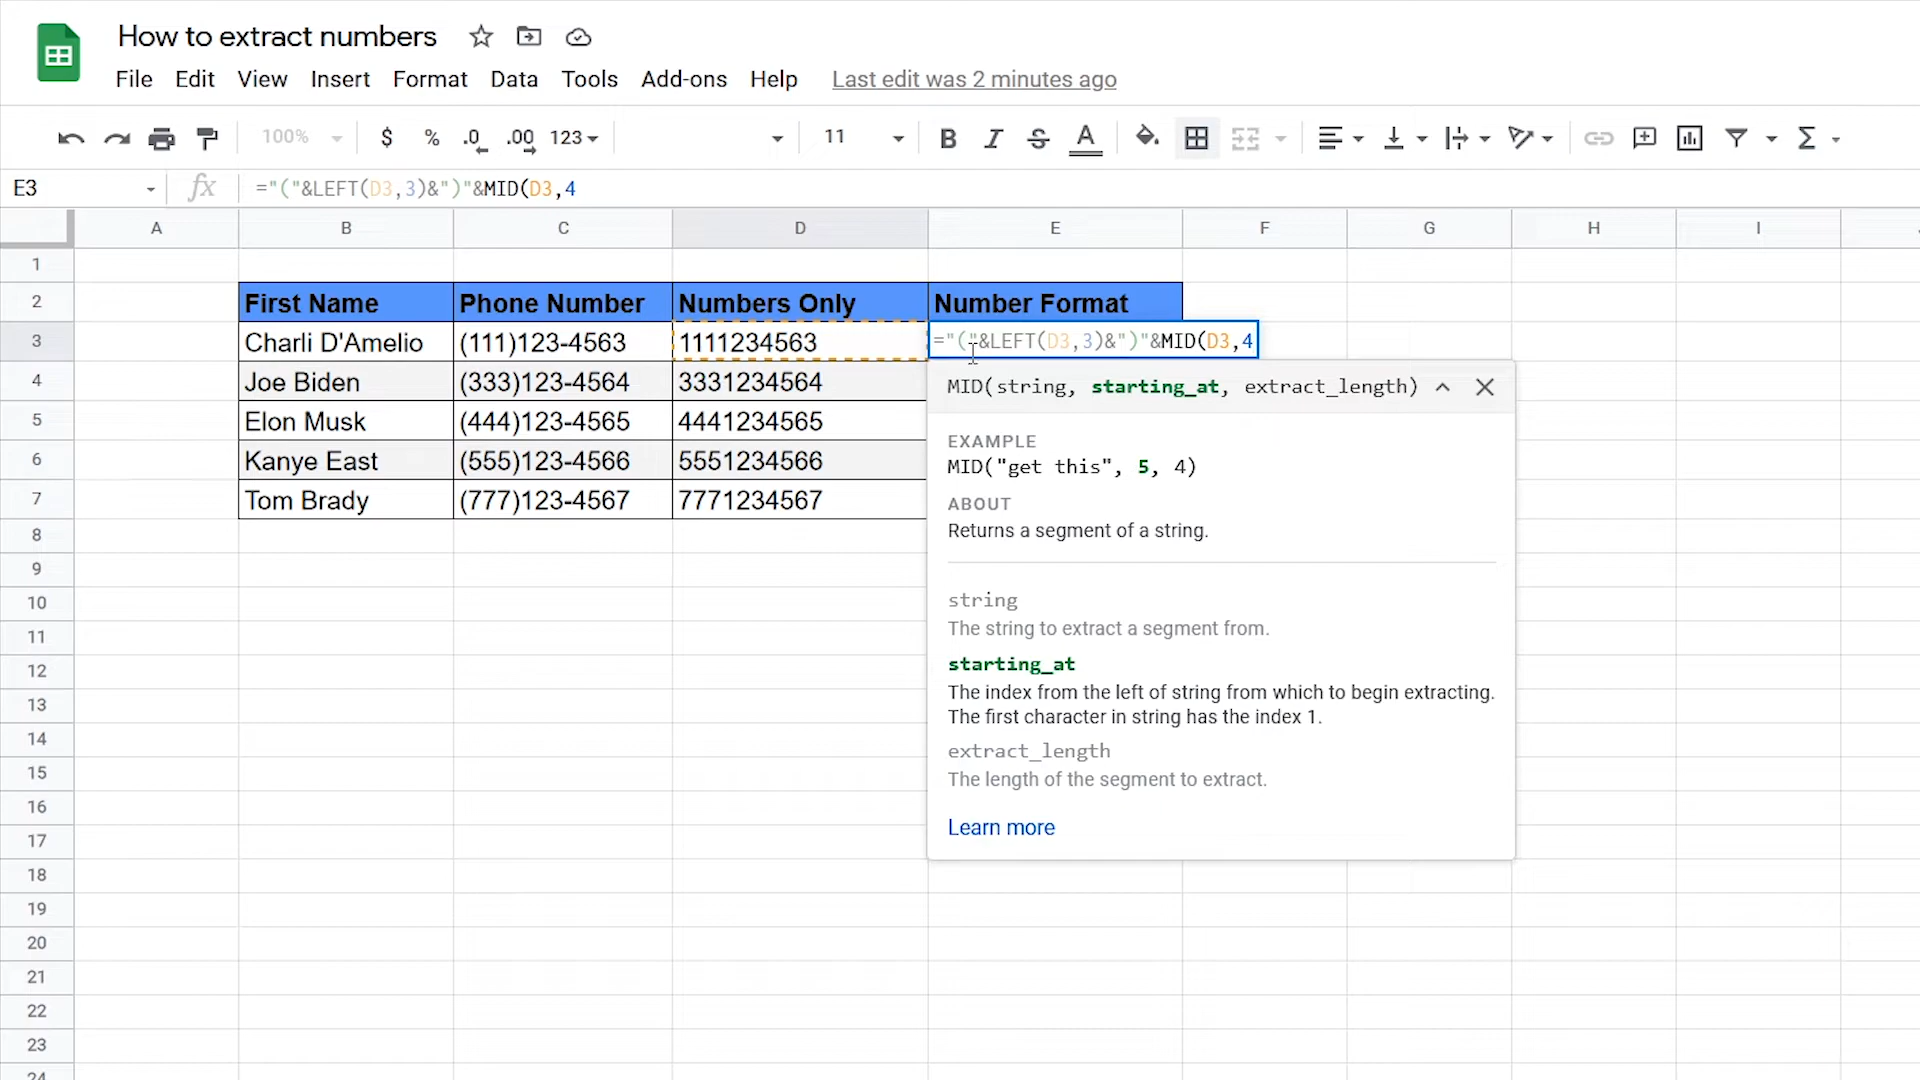 How to extract numbers
File Edit View Insert Format Data Tools Add-ons Help Last edit was 2 minutes ago
100% $ % .0 .00 123 11 B I S A Σ
E3 fx ="("&LEFT(D3,3)&")"&MID(D3,4
A B C D E F G H I
1
2 First Name Phone Number Numbers Only Number Format
3 Charli D'Amelio (111)123-4563 1111234563 ="("&LEFT(D3,3)&")"&MID(D3,4
4 Joe Biden (333)123-4564 3331234564
MID(string, starting_at, extract_length)
5 Elon Musk (444)123-4565 4441234565
EXAMPLE
6 Kanye East (555)123-4566 5551234566
MID("get this", 5, 4)
7 Tom Brady (777)123-4567 7771234567
ABOUT
8
Returns a segment of a string.
9
10
string
11
The string to extract a segment from.
12
starting_at
13
The index from the left of string from which to begin extracting.
The first character in string has the index 1.
14
extract_length
15
The length of the segment to extract.
16
17
Learn more
18
19
20
21
22
23
24